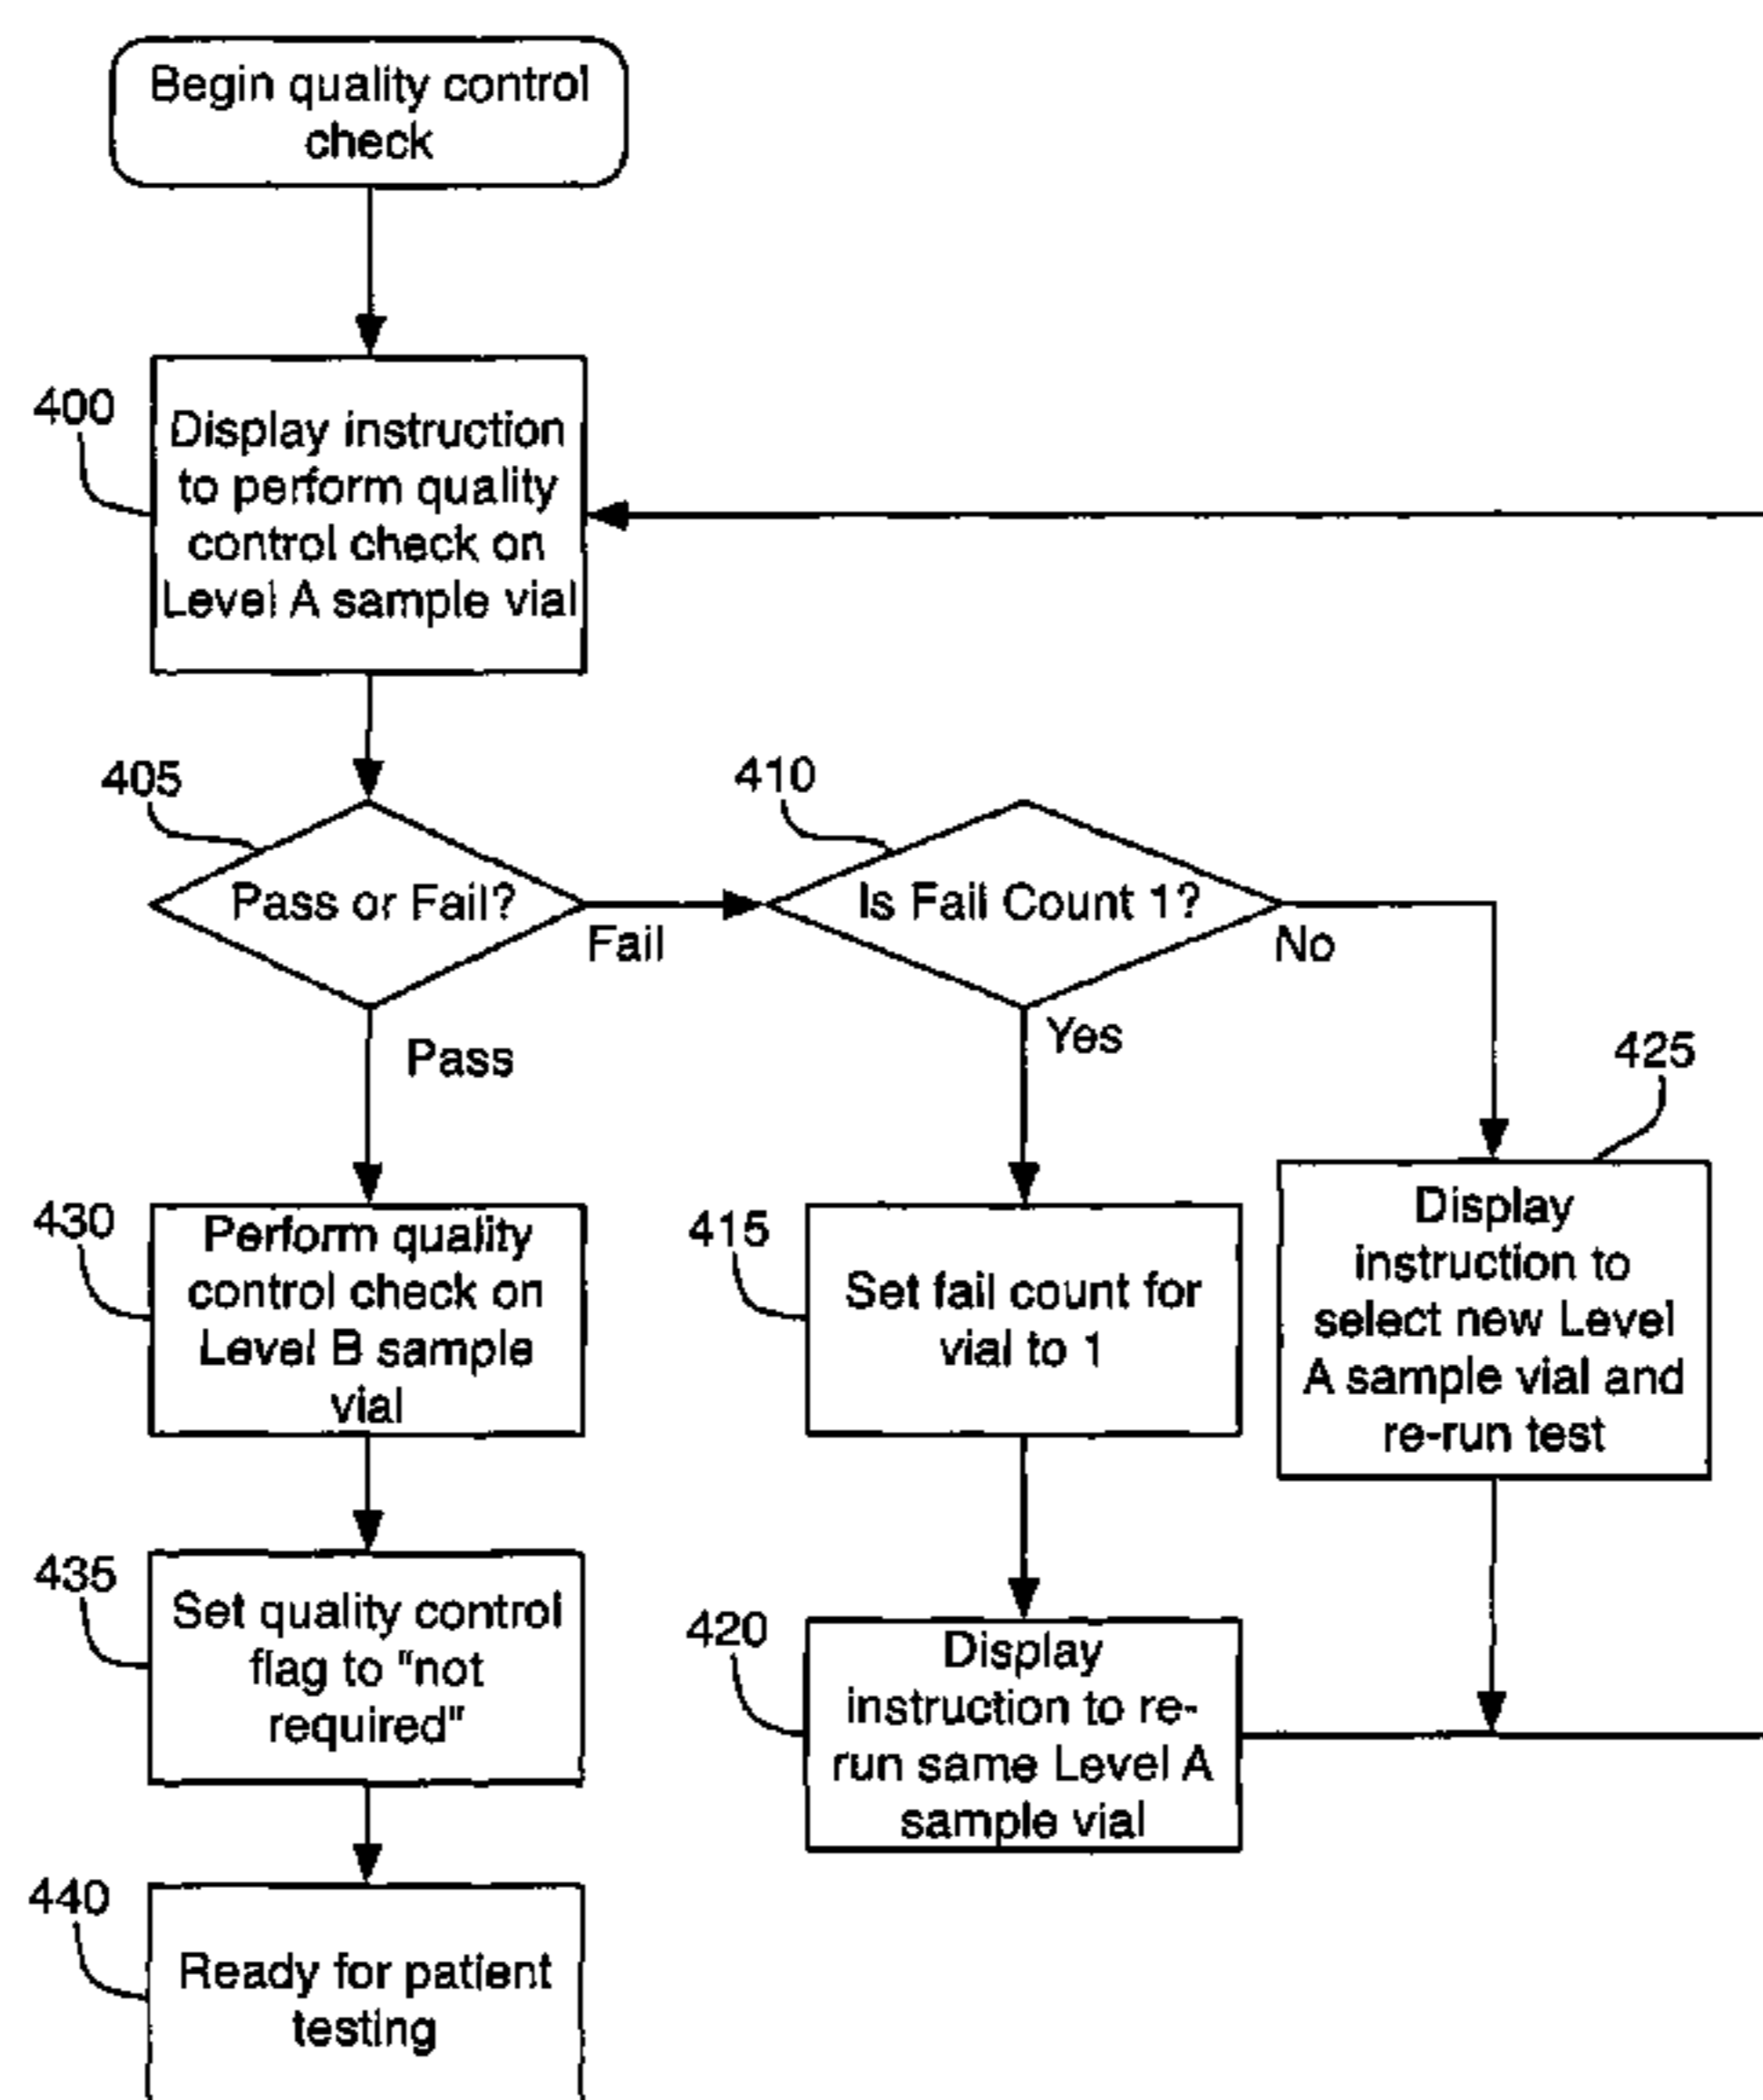 Begin quality control
check
400
Display instruction
to perform quality
control check on
Level A sample vial
405
Pass or Fail?
Fail
410
Is Fail Count 1?
No
Pass
Yes
425
Display
instruction to
select new Level
A sample vial and
re-run test
430
Perform quality
control check on
Level B sample
vial
415
Set fail count for
vial to 1
435
Set quality control
flag to "not
required"
420
Display
instruction to re-
run same Level A
sample vial
440
Ready for patient
testing